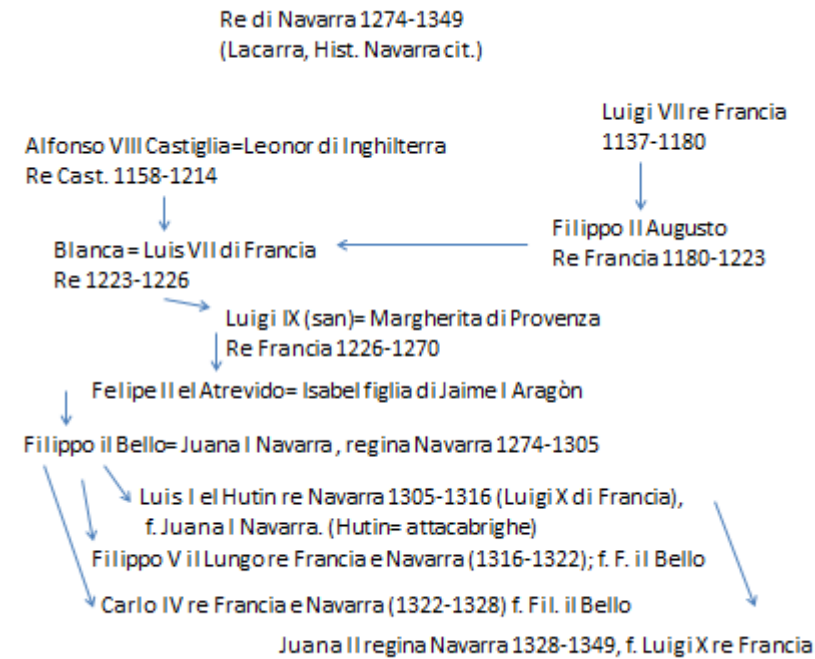 Re di Navarra 1274-1349
(Lacarra, Hist. Navarra cit.)
Luigi VII re Francia
1137-1180
Alfonso VIII Castiglia=Leonor di Inghilterra
Re Cast. 1158-1214
Filippo II Augusto
Re Francia 1180-1223
Blanca= Luis VII di Francia
Re 1223-1226
Luigi IX (san)= Margherita di Provenza
Re Francia 1226-1270
Felipe II el Atrevido= Isabel figlia di Jaime I Aragòn
Filippo il Bello= Juana I Navarra, regina Navarra 1274-1305
Luis I el Hutin re Navarra 1305-1316 (Luigi X di Francia),
f. Juana I Navarra. (Hutin= attacabrighe)
Filippo V il Lungo re Francia e Navarra (1316-1322); f. F. il Bello
Carlo IV re Francia e Navarra (1322-1328) f. Fil. il Bello
Juana II regina Navarra 1328-1349, f. Luigi X re Francia